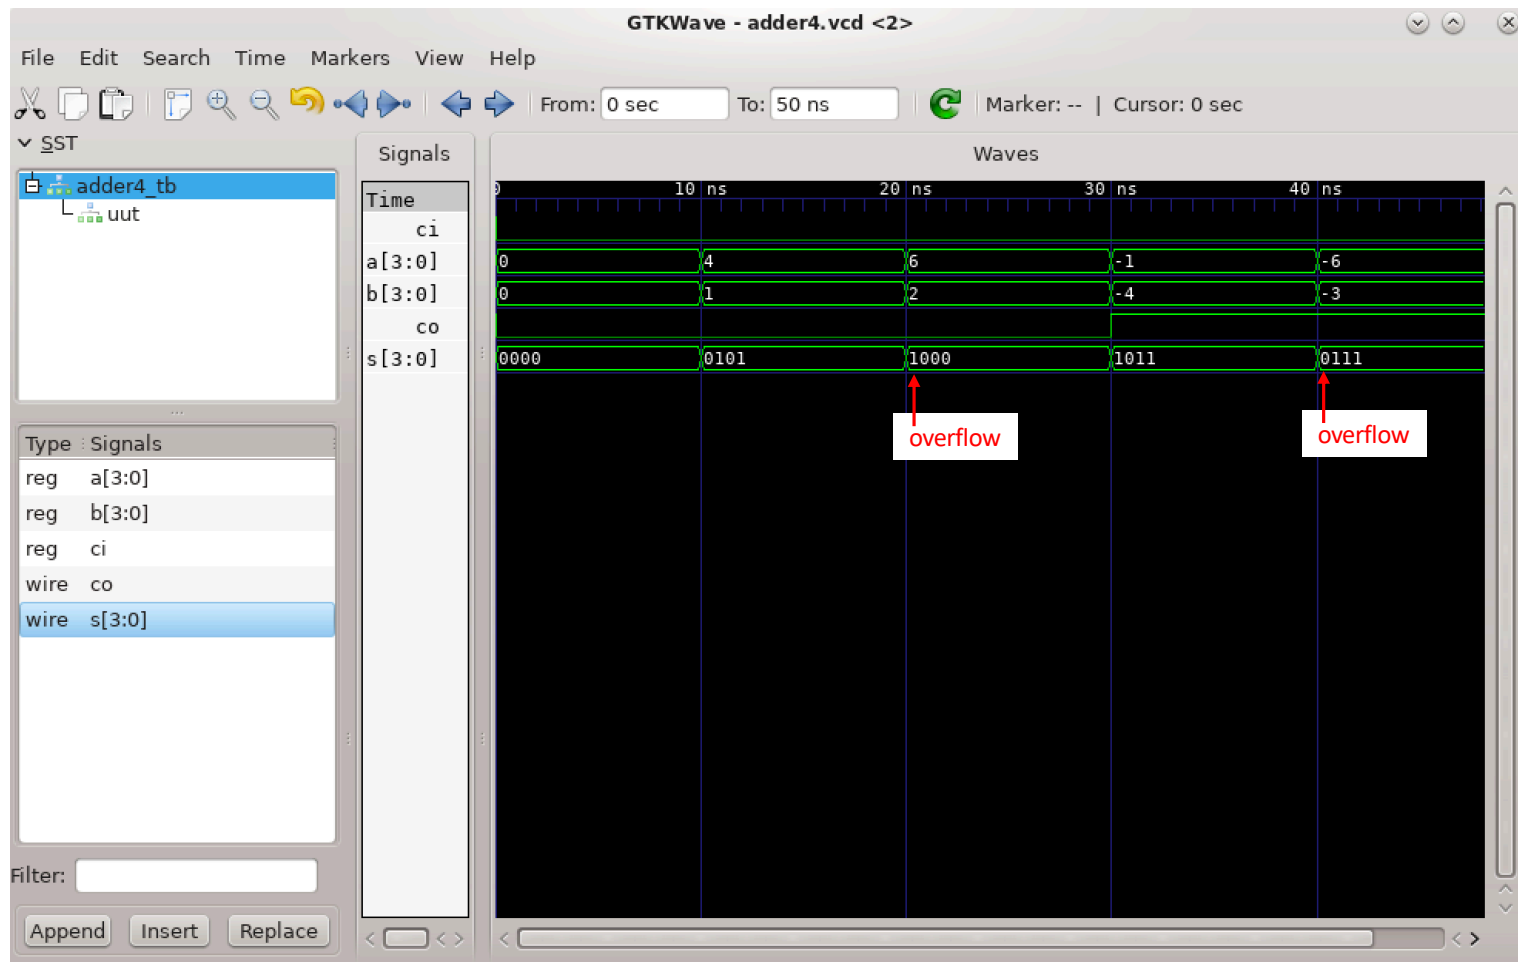 GTKWave - adder4.vcd <2>
File Edit Search Time Markers View Help
From: 0 sec To: 50 ns Marker: -- | Cursor: 0 sec
SST
adder4_tb
uut
Type Signals
reg a[3:0]
reg b[3:0]
reg ci
wire co
wire s[3:0]
Filter:
Append Insert Replace
Signals
Time
ci
a[3:0]
b[3:0]
co
s[3:0]
Waves
0 10 ns 20 ns 30 ns 40 ns
0 4 6 -1 -6
0 1 2 -4 -3
0000 0101 1000 1011 0111
overflow overflow